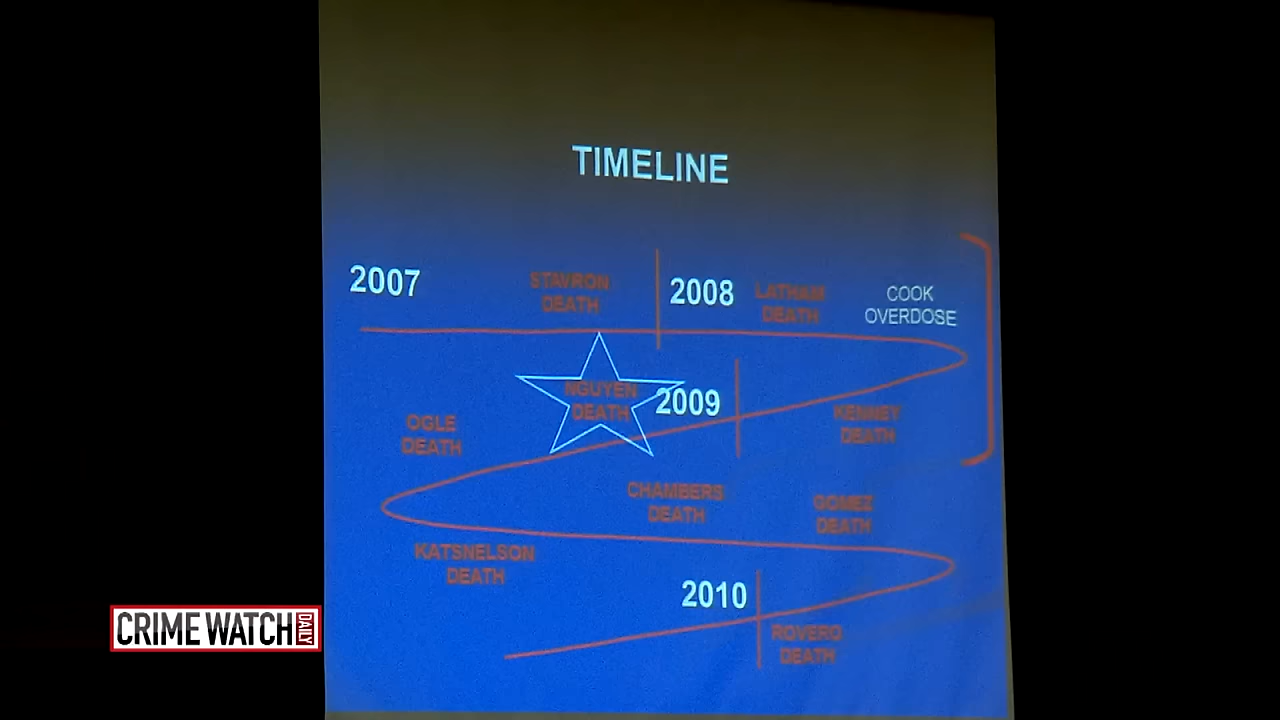 TIMELINE
2007
STAVRON
DEATH
2008
LATHAM
DEATH
COOK
OVERDOSE
NGUYEN
DEATH
2009
KENNEY
DEATH
OGLE
DEATH
CHAMBERS
DEATH
GOMEZ
DEATH
KATSNELSON
DEATH
2010
ROVERO
DEATH
CRIME WATCH DAILY